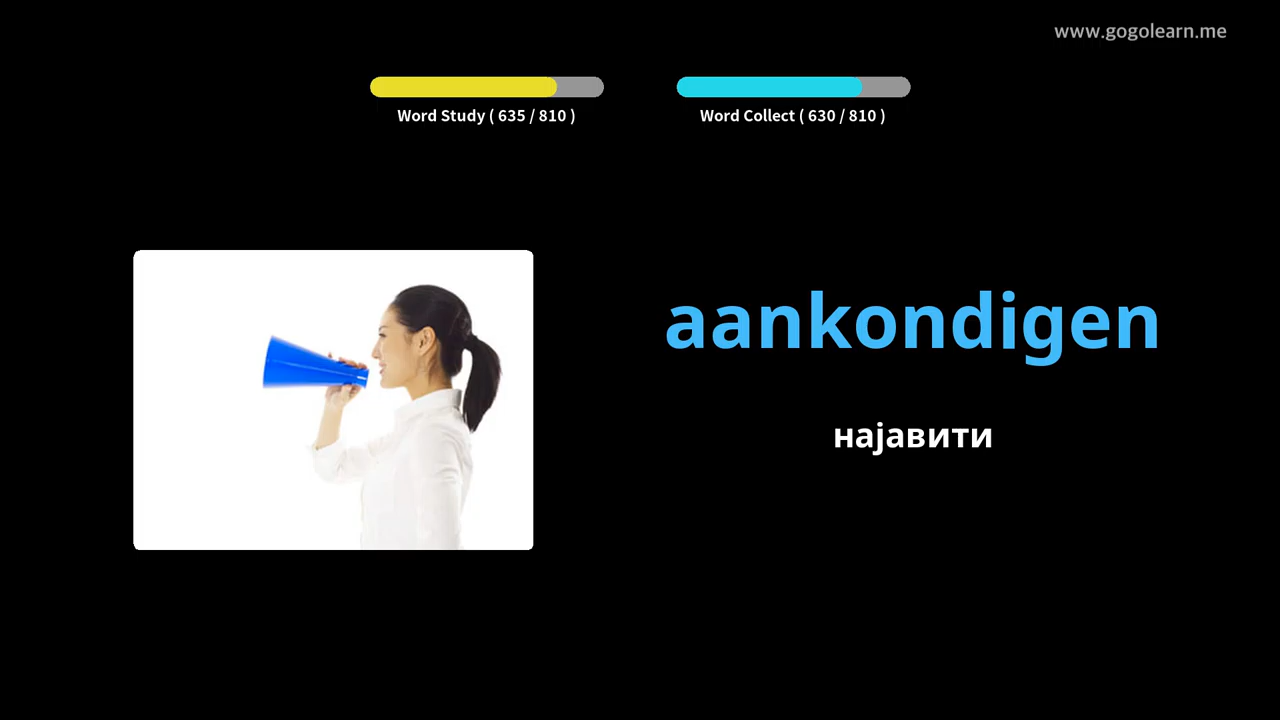 www.gogolearn.me
Word Study ( 635 / 810 )
Word Collect ( 630 / 810 )
aankondigen
најавити